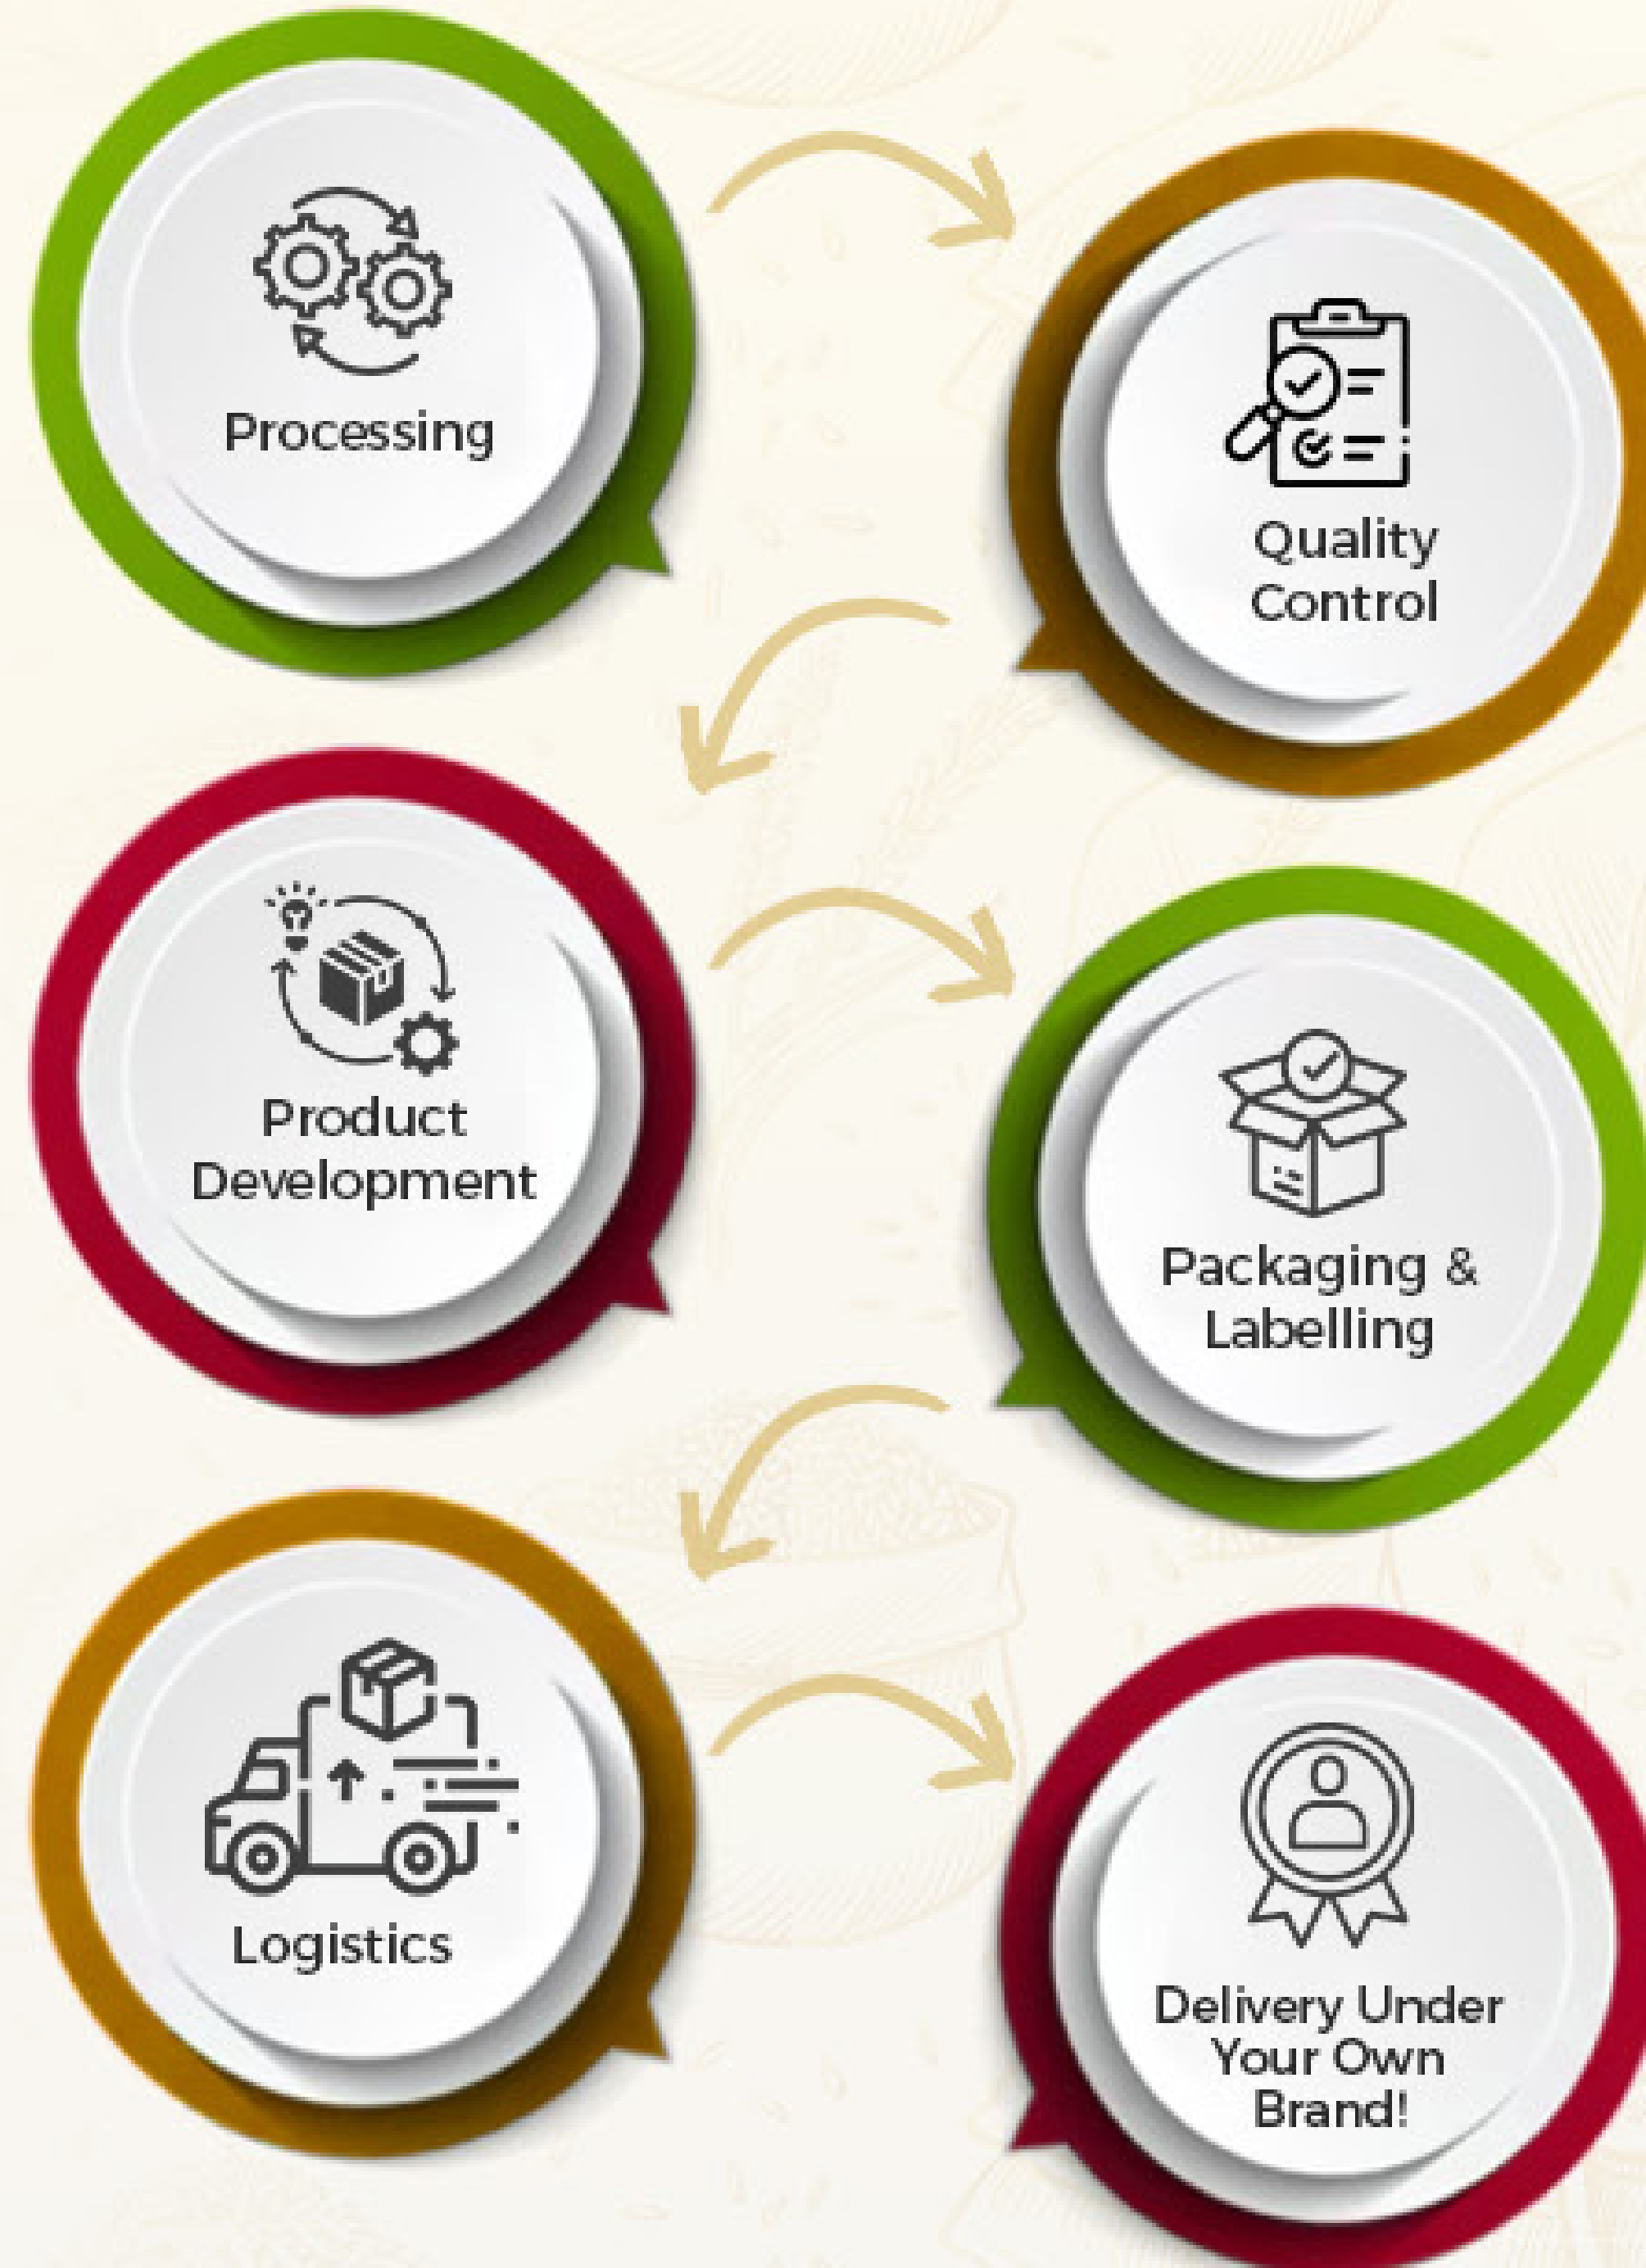 Processing
Quality
Control
Product
Development
Packaging &
Labelling
Logistics
Delivery Under
Your Own
Brand!